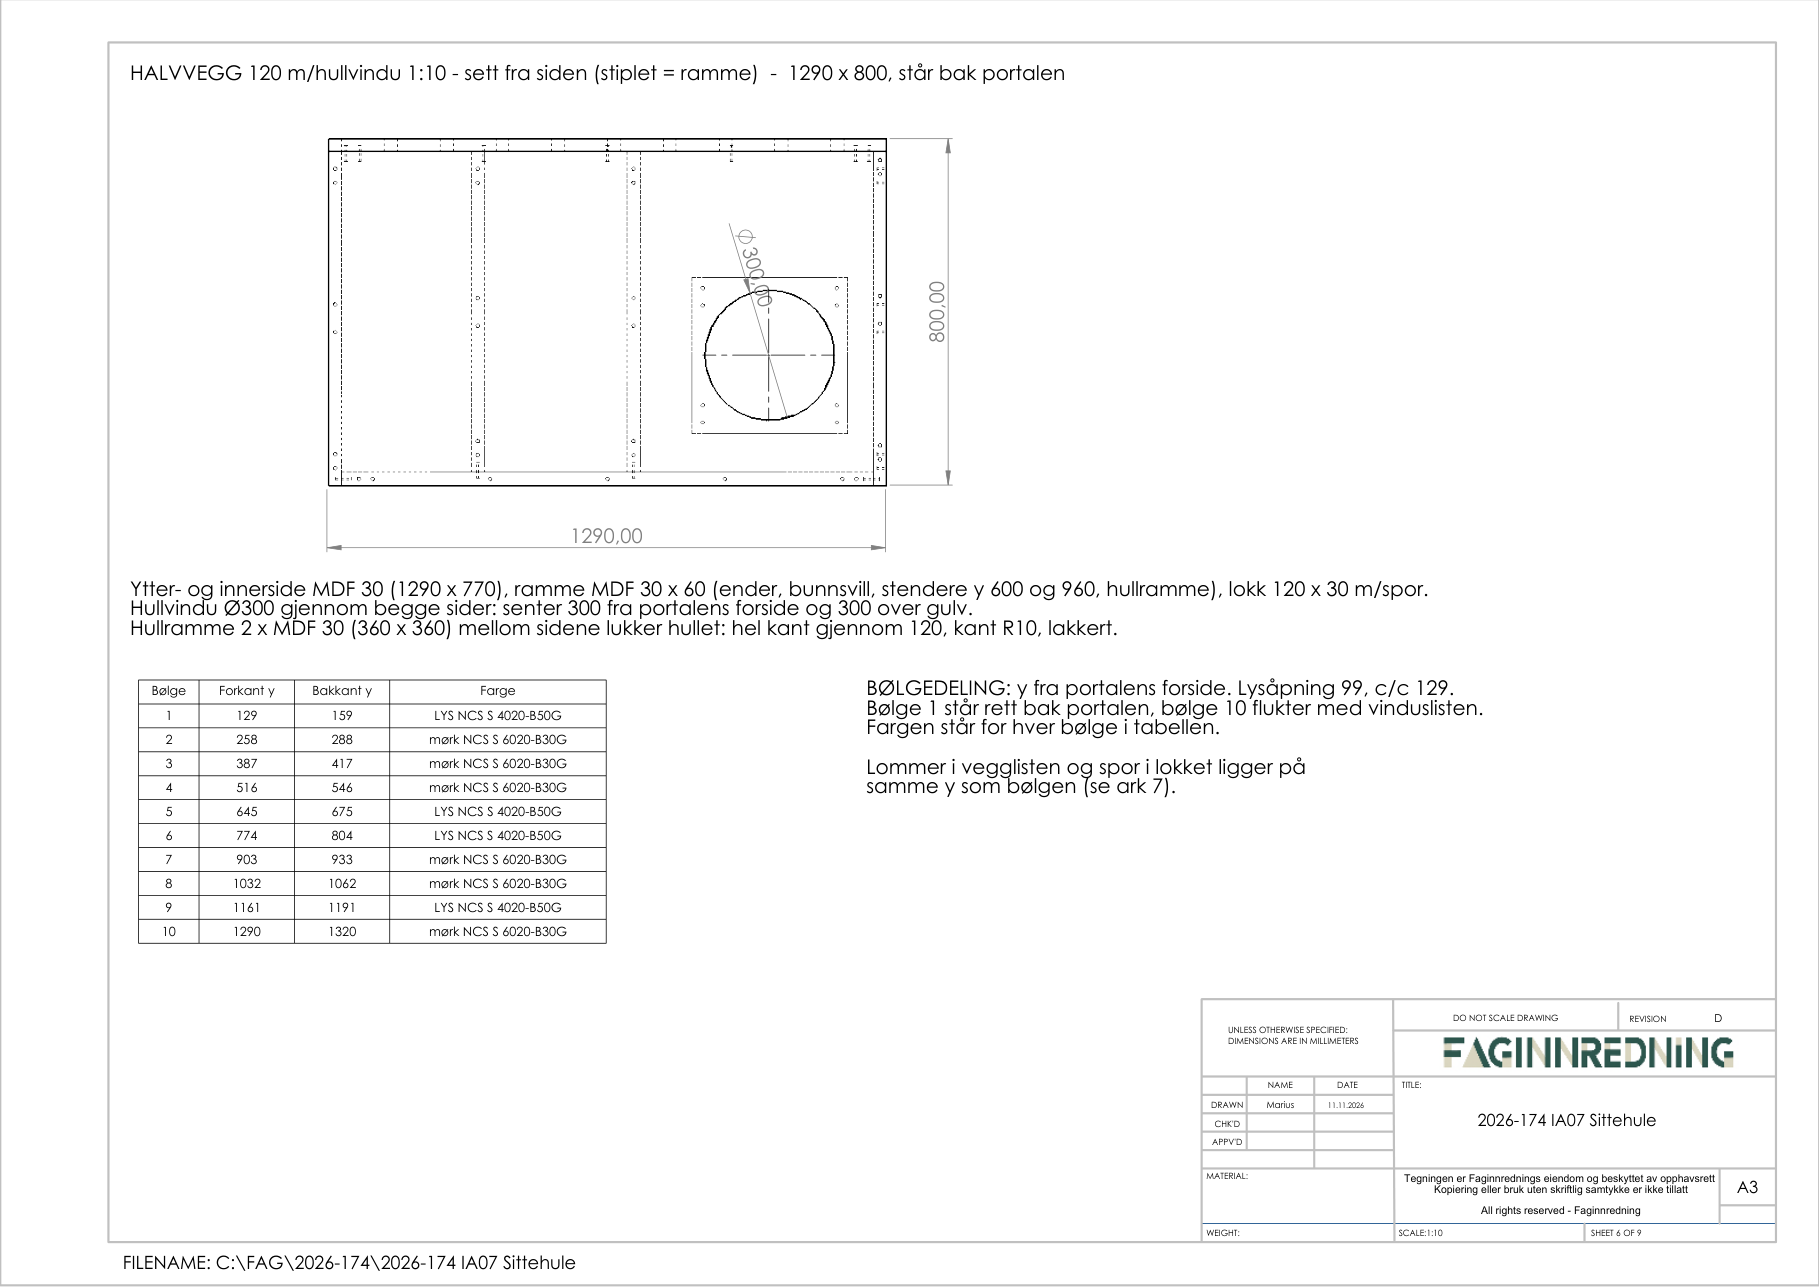 HALVVEGG 120 m/hullvindu 1:10 - sett fra siden (stiplet = ramme)  -  1290 x 800, står bak portalen
Ø 300,00
800,00
1290,00
Ytter- og innerside MDF 30 (1290 x 770), ramme MDF 30 x 60 (ender, bunnsvill, stendere y 600 og 960, hullramme), lokk 120 x 30 m/spor.
Hullvindu Ø300 gjennom begge sider: senter 300 fra portalens forside og 300 over gulv.
Hullramme 2 x MDF 30 (360 x 360) mellom sidene lukker hullet: hel kant gjennom 120, kant R10, lakkert.
Bølge Forkant y Bakkant y Farge
1 129 159 LYS NCS S 4020-B50G
2 258 288 mørk NCS S 6020-B30G
3 387 417 mørk NCS S 6020-B30G
4 516 546 mørk NCS S 6020-B30G
5 645 675 LYS NCS S 4020-B50G
6 774 804 LYS NCS S 4020-B50G
7 903 933 mørk NCS S 6020-B30G
8 1032 1062 mørk NCS S 6020-B30G
9 1161 1191 LYS NCS S 4020-B50G
10 1290 1320 mørk NCS S 6020-B30G
BØLGEDELING: y fra portalens forside. Lysåpning 99, c/c 129.
Bølge 1 står rett bak portalen, bølge 10 flukter med vinduslisten.
Fargen står for hver bølge i tabellen.
Lommer i vegglisten og spor i lokket ligger på
samme y som bølgen (se ark 7).
UNLESS OTHERWISE SPECIFIED:
DIMENSIONS ARE IN MILLIMETERS
DO NOT SCALE DRAWING
REVISION D
FAGINNREDNING
NAME DATE
DRAWN Marius 11.11.2026
CHK'D
APPV'D
TITLE:
2026-174 IA07 Sittehule
MATERIAL:
Tegningen er Faginnrednings eiendom og beskyttet av opphavsrett
Kopiering eller bruk uten skriftlig samtykke er ikke tillatt
All rights reserved - Faginnredning
A3
WEIGHT:
SCALE:1:10
SHEET 6 OF 9
FILENAME: C:\FAG\2026-174\2026-174 IA07 Sittehule